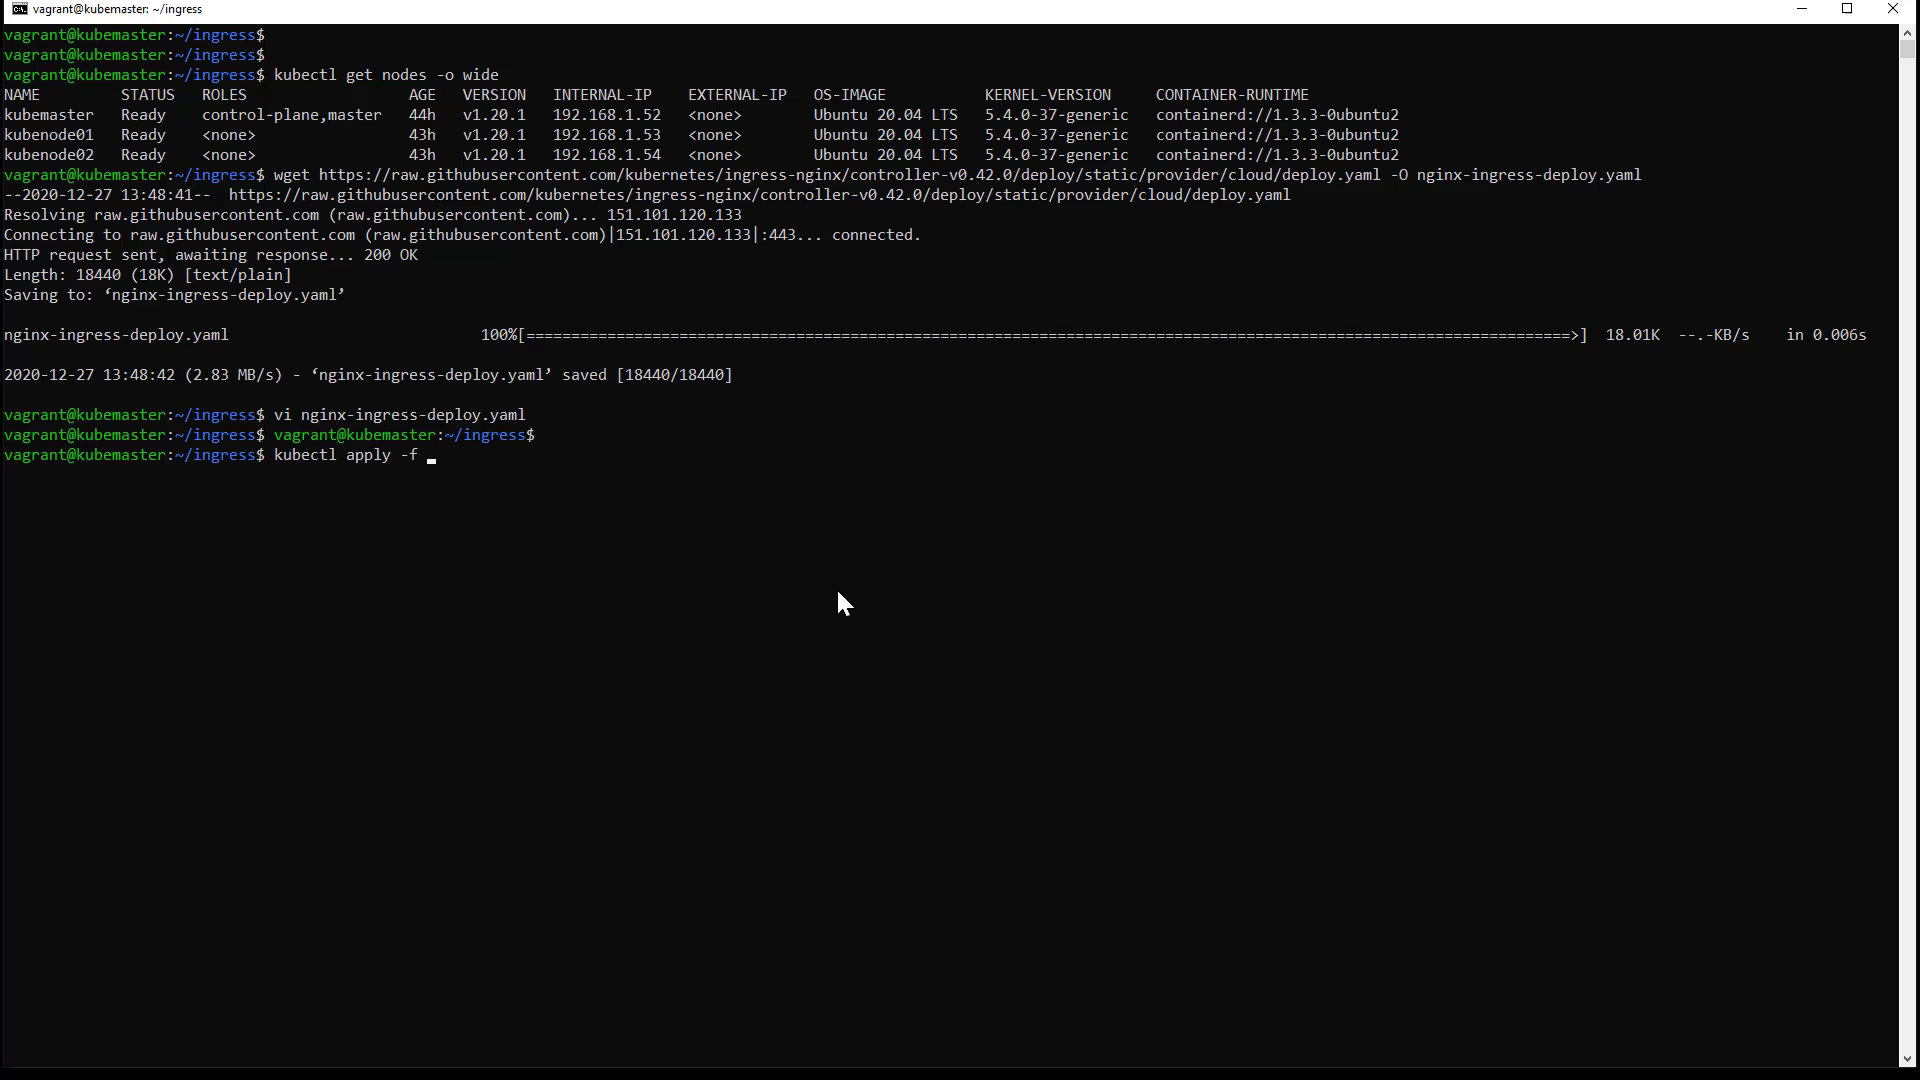 vagrant@kubemaster: ~/ingress
vagrant@kubemaster:~/ingress$
vagrant@kubemaster:~/ingress$
vagrant@kubemaster:~/ingress$ kubectl get nodes -o wide
NAME         STATUS   ROLES                  AGE   VERSION   INTERNAL-IP    EXTERNAL-IP   OS-IMAGE           KERNEL-VERSION     CONTAINER-RUNTIME
kubemaster   Ready    control-plane,master   44h   v1.20.1   192.168.1.52   <none>        Ubuntu 20.04 LTS   5.4.0-37-generic   containerd://1.3.3-0ubuntu2
kubenode01   Ready    <none>                 43h   v1.20.1   192.168.1.53   <none>        Ubuntu 20.04 LTS   5.4.0-37-generic   containerd://1.3.3-0ubuntu2
kubenode02   Ready    <none>                 43h   v1.20.1   192.168.1.54   <none>        Ubuntu 20.04 LTS   5.4.0-37-generic   containerd://1.3.3-0ubuntu2
vagrant@kubemaster:~/ingress$ wget https://raw.githubusercontent.com/kubernetes/ingress-nginx/controller-v0.42.0/deploy/static/provider/cloud/deploy.yaml -O nginx-ingress-deploy.yaml
--2020-12-27 13:48:41--  https://raw.githubusercontent.com/kubernetes/ingress-nginx/controller-v0.42.0/deploy/static/provider/cloud/deploy.yaml
Resolving raw.githubusercontent.com (raw.githubusercontent.com)... 151.101.120.133
Connecting to raw.githubusercontent.com (raw.githubusercontent.com)|151.101.120.133|:443... connected.
HTTP request sent, awaiting response... 200 OK
Length: 18440 (18K) [text/plain]
Saving to: ‘nginx-ingress-deploy.yaml’
nginx-ingress-deploy.yaml                            100%[====================================================================================================================>]  18.01K  --.-KB/s    in 0.006s
2020-12-27 13:48:42 (2.83 MB/s) - ‘nginx-ingress-deploy.yaml’ saved [18440/18440]
vagrant@kubemaster:~/ingress$ vi nginx-ingress-deploy.yaml
vagrant@kubemaster:~/ingress$ vagrant@kubemaster:~/ingress$
vagrant@kubemaster:~/ingress$ kubectl apply -f